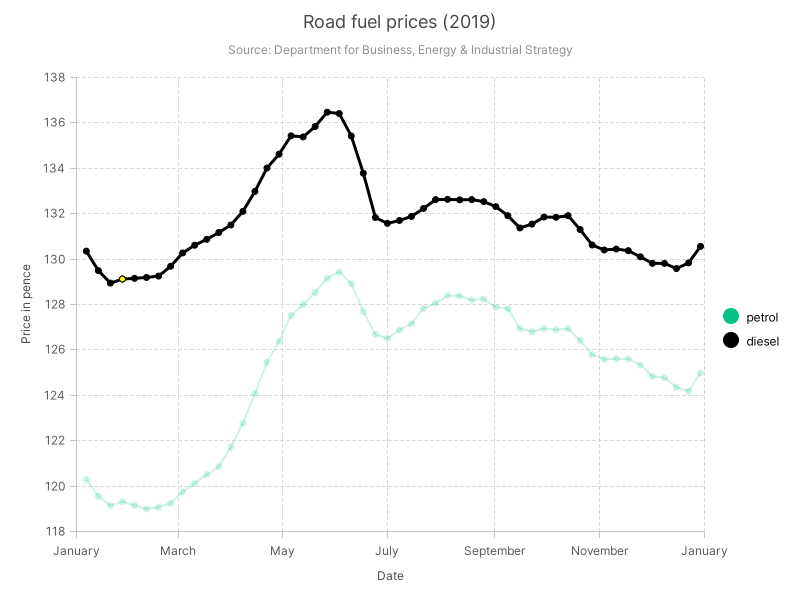 Road fuel prices (2019)
Source: Department for Business, Energy & Industrial Strategy
138
136
134
132
130
128
126
124
122
120
118
Price in pence
January March May July September November January
Date
petrol
diesel